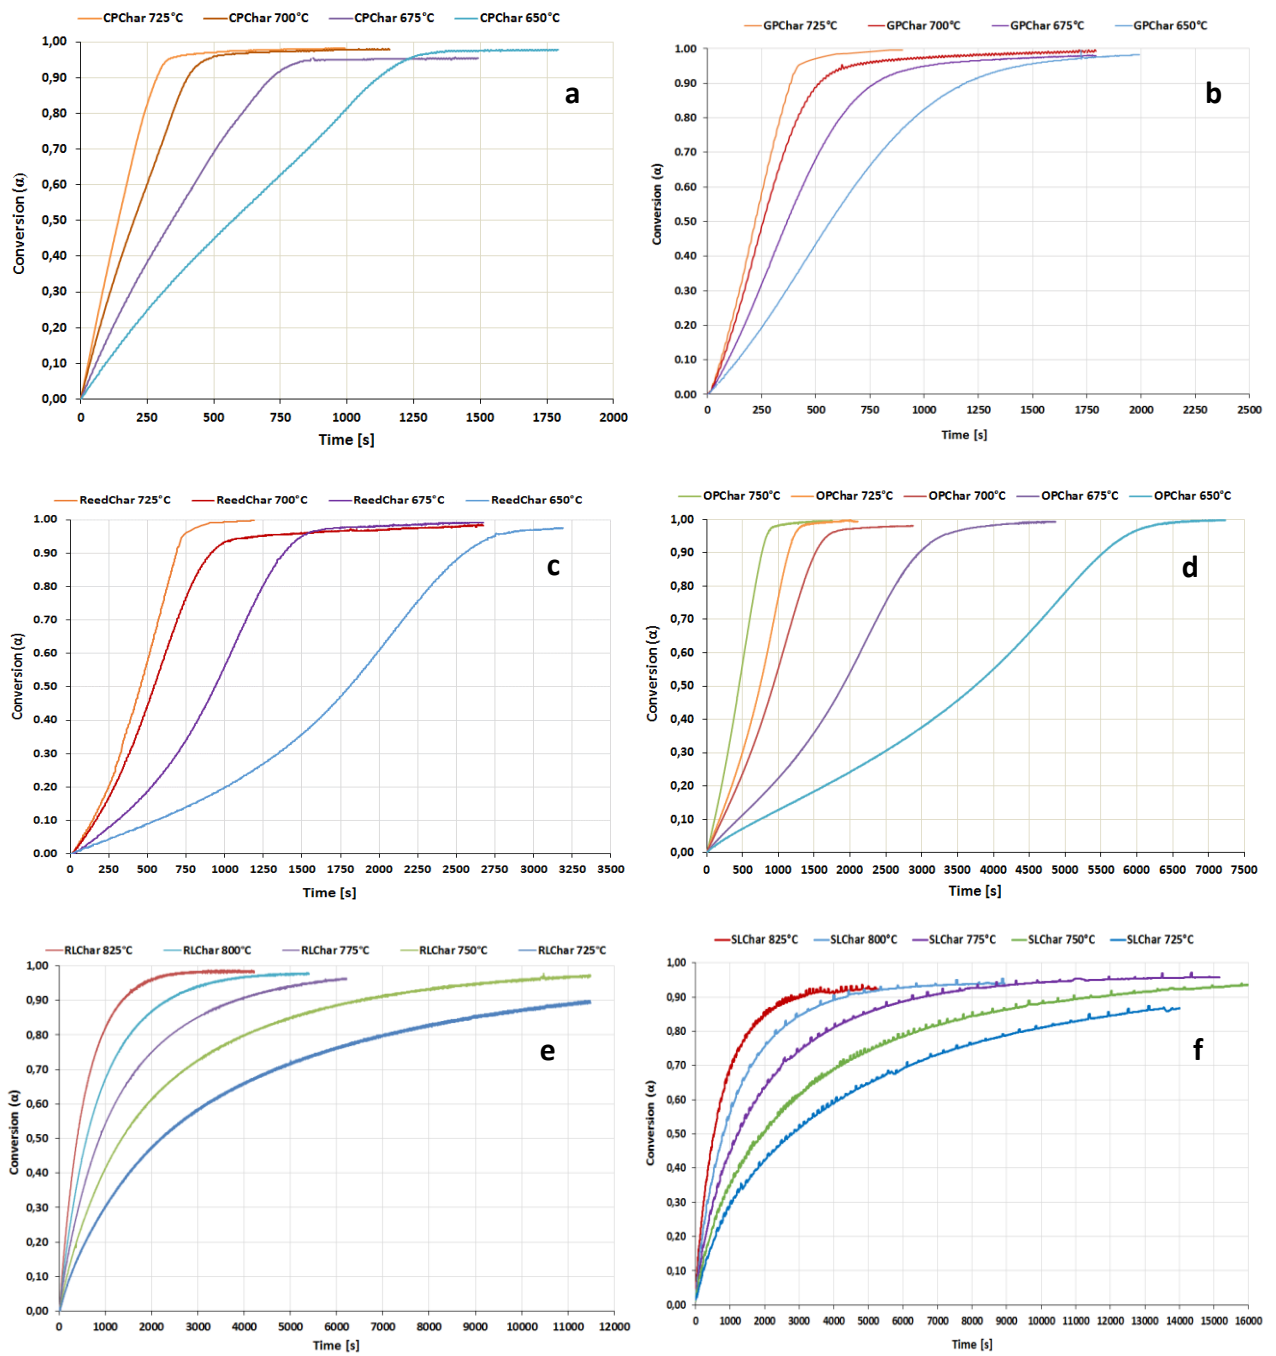 CPChar 725°C CPChar 700°C CPChar 675°C CPChar 650°C
1,00
0,90
0,80
0,70
0,60
0,50
0,40
0,30
0,20
0,10
0,00
Conversion (α)
a
0 250 500 750 1000 1250 1500 1750 2000
Time [s]
GPChar 725°C GPChar 700°C GPChar 675°C GPChar 650°C
1.00
0.90
0.80
0.70
0.60
0.50
0.40
0.30
0.20
0.10
0.00
Conversion (α)
b
0 250 500 750 1000 1250 1500 1750 2000 2250 2500
Time [s]
ReedChar 725°C ReedChar 700°C ReedChar 675°C ReedChar 650°C
1.00
0.90
0.80
0.70
0.60
0.50
0.40
0.30
0.20
0.10
0.00
Conversion (α)
c
0 250 500 750 1000 1250 1500 1750 2000 2250 2500 2750 3000 3250 3500
Time [s]
OPChar 750°C OPChar 725°C OPChar 700°C OPChar 675°C OPChar 650°C
1,00
0,90
0,80
0,70
0,60
0,50
0,40
0,30
0,20
0,10
0,00
Conversion (α)
d
0 500 1000 1500 2000 2500 3000 3500 4000 4500 5000 5500 6000 6500 7000 7500
Time [s]
RLChar 825°C RLChar 800°C RLChar 775°C RLChar 750°C RLChar 725°C
1,00
0,90
0,80
0,70
0,60
0,50
0,40
0,30
0,20
0,10
0,00
Conversion (α)
e
0 1000 2000 3000 4000 5000 6000 7000 8000 9000 10000 11000 12000
Time [s]
SLChar 825°C SLChar 800°C SLChar 775°C SLChar 750°C SLChar 725°C
1,00
0,90
0,80
0,70
0,60
0,50
0,40
0,30
0,20
0,10
0,00
Conversion (α)
f
0 1000 2000 3000 4000 5000 6000 7000 8000 9000 10000 11000 12000 13000 14000 15000 16000
Time [s]